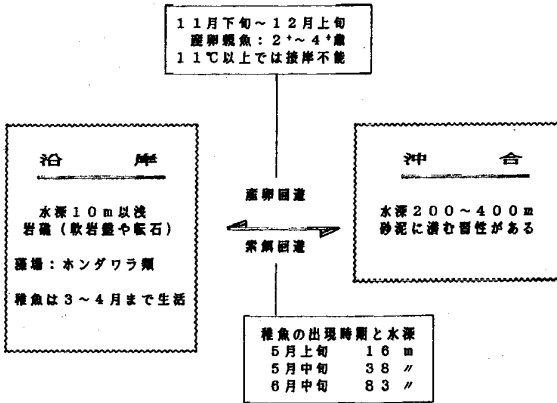 11月下旬～12月上旬
産卵親魚：2⁺～4⁺歳
11℃以上では接岸不能
沿岸
水深10m以浅
岩礁（軟岩盤や転石）
藻場：ホンダワラ類
稚魚は3～4月まで生活
産卵回遊
索餌回遊
沖合
水深200～400m
砂泥に潜む習性がある
稚魚の出現時期と水深
5月上旬 16 m
5月中旬 38 〃
6月中旬 83 〃